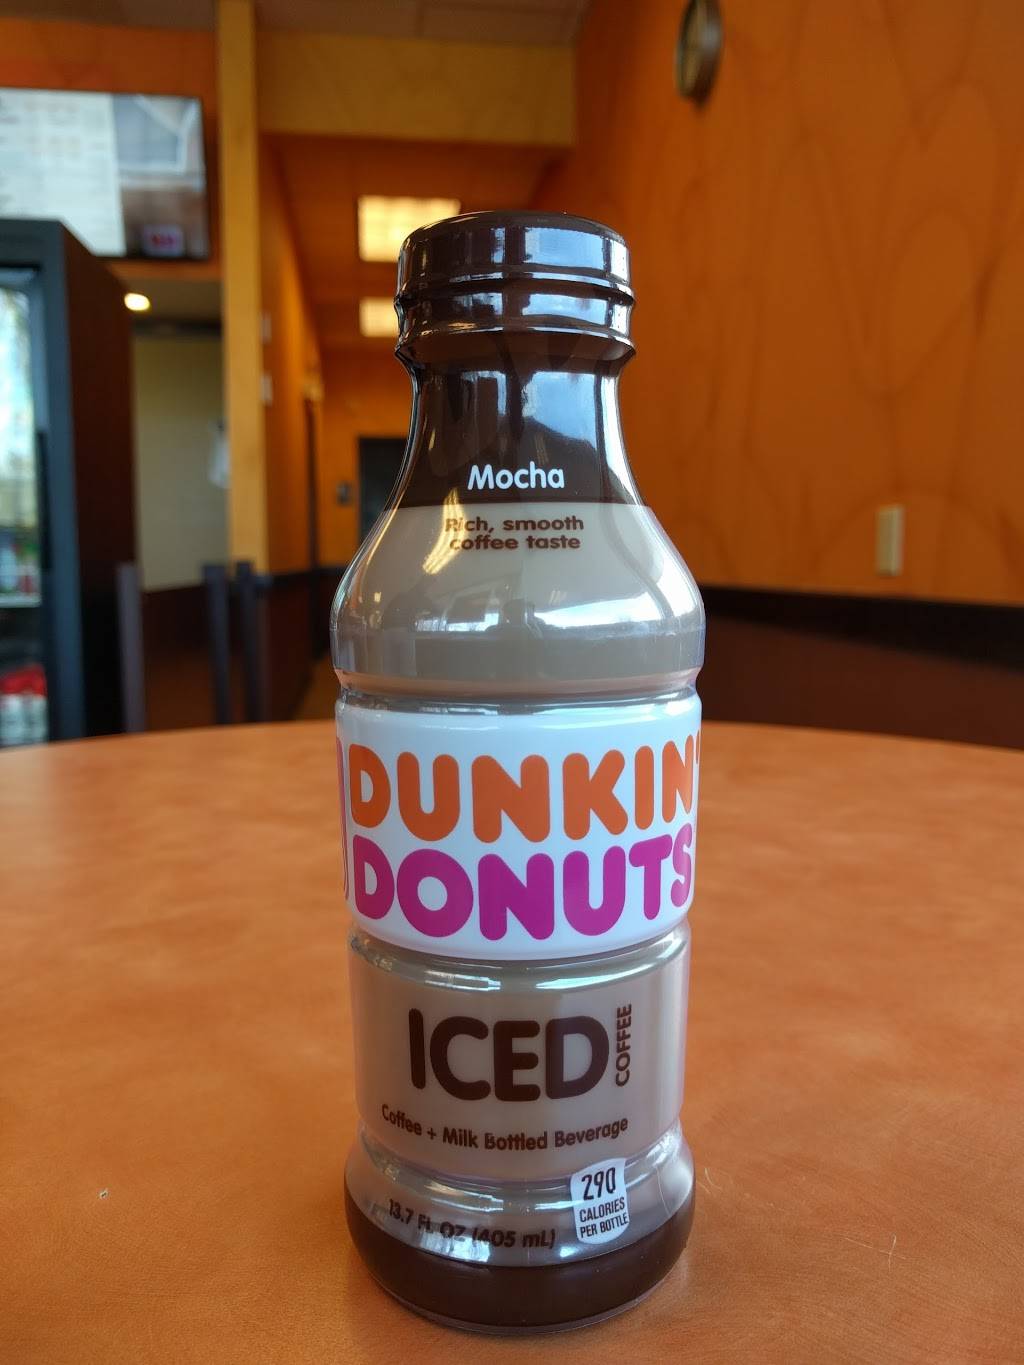 Mocha
Rich, smooth
coffee taste
DUNKIN'
DONUTS
ICED
COFFEE
Coffee + Milk Bottled Beverage
290
CALORIES
PER BOTTLE
13.7 FL OZ (405 mL)